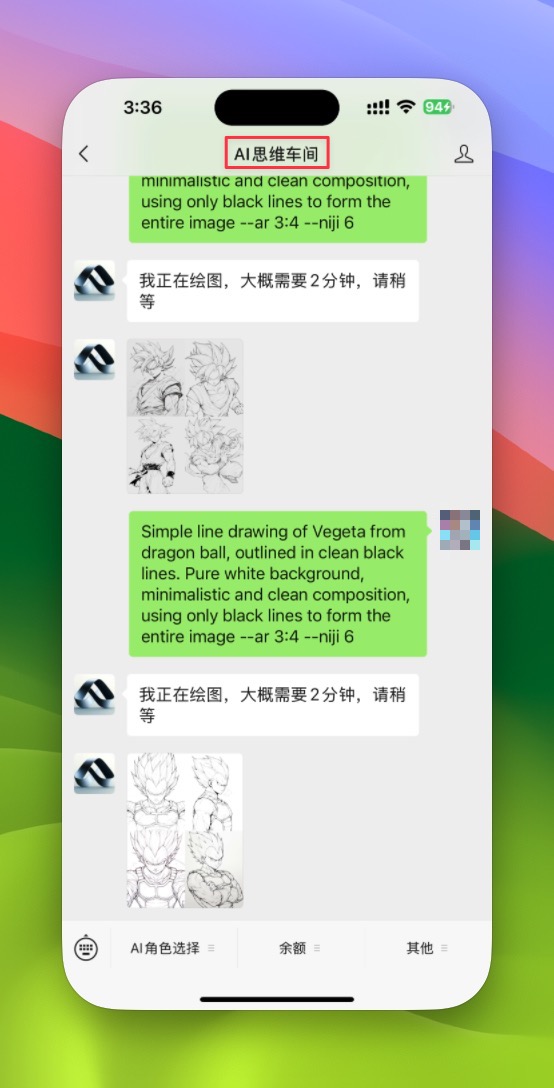 3:36
94
AI思维车间
minimalistic and clean composition,
using only black lines to form the
entire image --ar 3:4 --niji 6
我正在绘图，大概需要2分钟，请稍
等
Simple line drawing of Vegeta from
dragon ball, outlined in clean black
lines. Pure white background,
minimalistic and clean composition,
using only black lines to form the
entire image --ar 3:4 --niji 6
我正在绘图，大概需要2分钟，请稍
等
AI角色选择
余额
其他